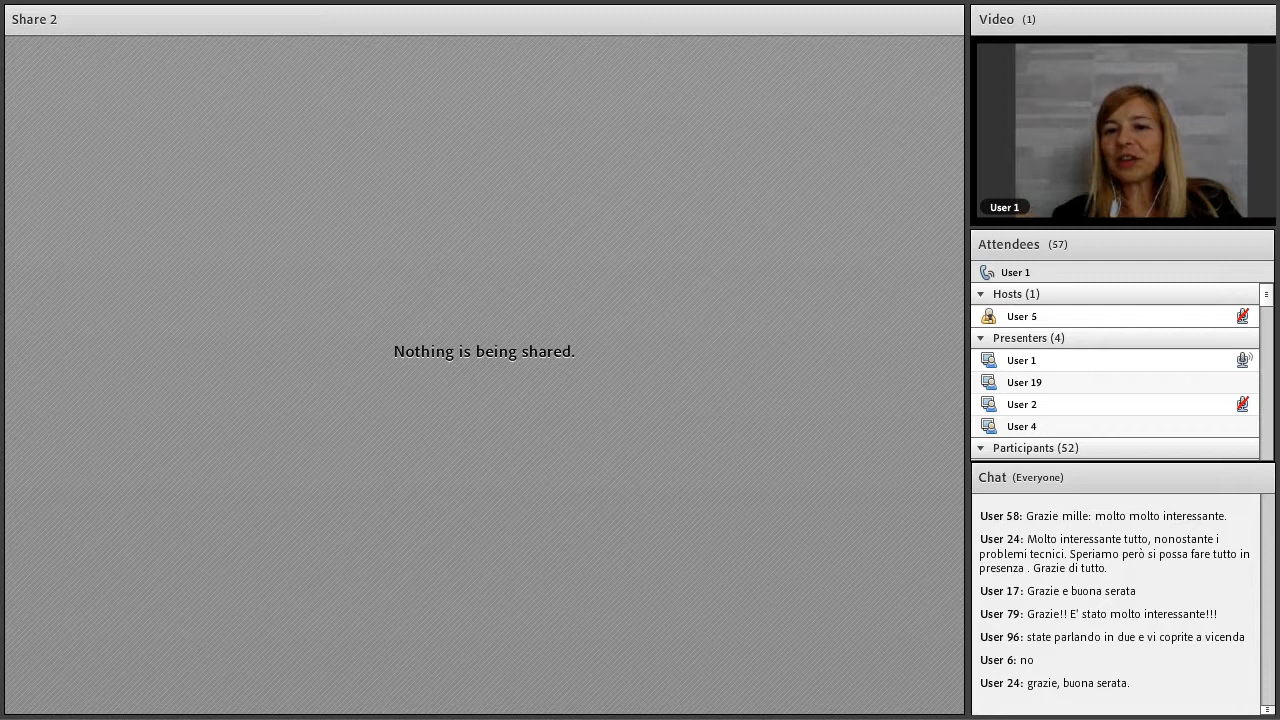 Share 2
Nothing is being shared.
Video (1)
User 1
Attendees (57)
User 1
Hosts (1)
User 5
Presenters (4)
User 1
User 19
User 2
User 4
Participants (52)
Chat (Everyone)
User 58: Grazie mille: molto molto interessante.
User 24: Molto interessante tutto, nonostante i
problemi tecnici. Speriamo però si possa fare tutto in
presenza . Grazie di tutto.
User 17: Grazie e buona serata
User 79: Grazie!! E' stato molto interessante!!!
User 96: state parlando in due e vi coprite a vicenda
User 6: no
User 24: grazie, buona serata.